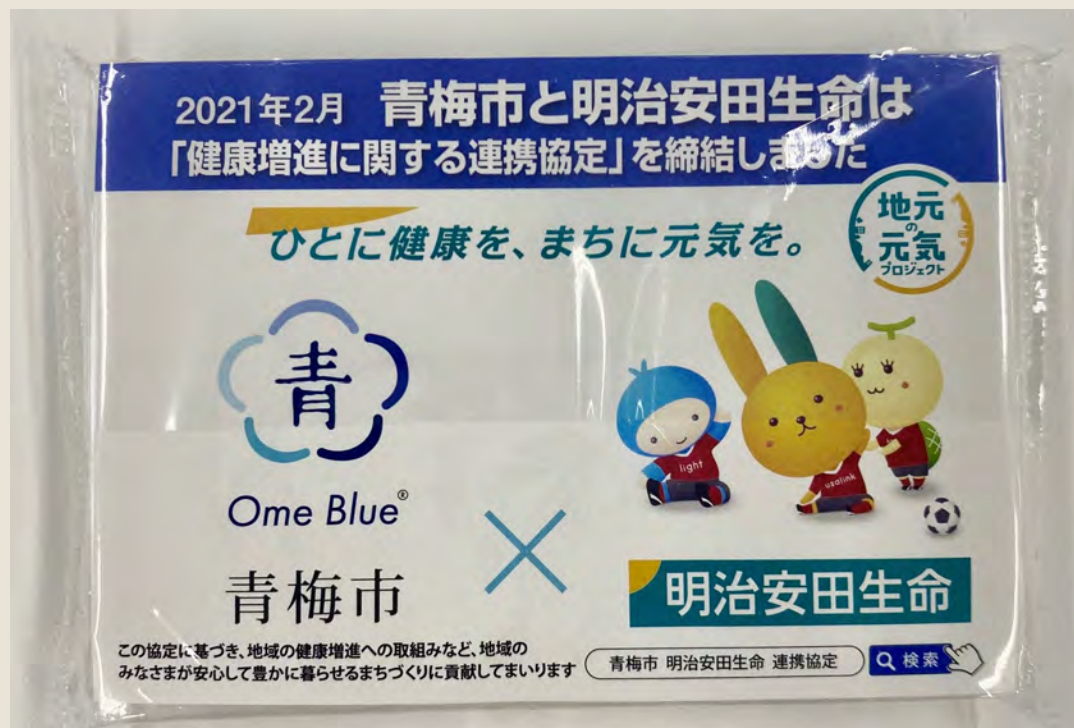 2021年2月 青梅市と明治安田生命は
「健康増進に関する連携協定」を締結しました
ひとに健康を、まちに元気を。
地元
の
元気
プロジェクト
青
Ome Blue®
青梅市
×
light
usalink
明治安田生命
この協定に基づき、地域の健康増進への取組みなど、地域の
みなさまが安心して豊かに暮らせるまちづくりに貢献してまいります
青梅市 明治安田生命 連携協定
検索